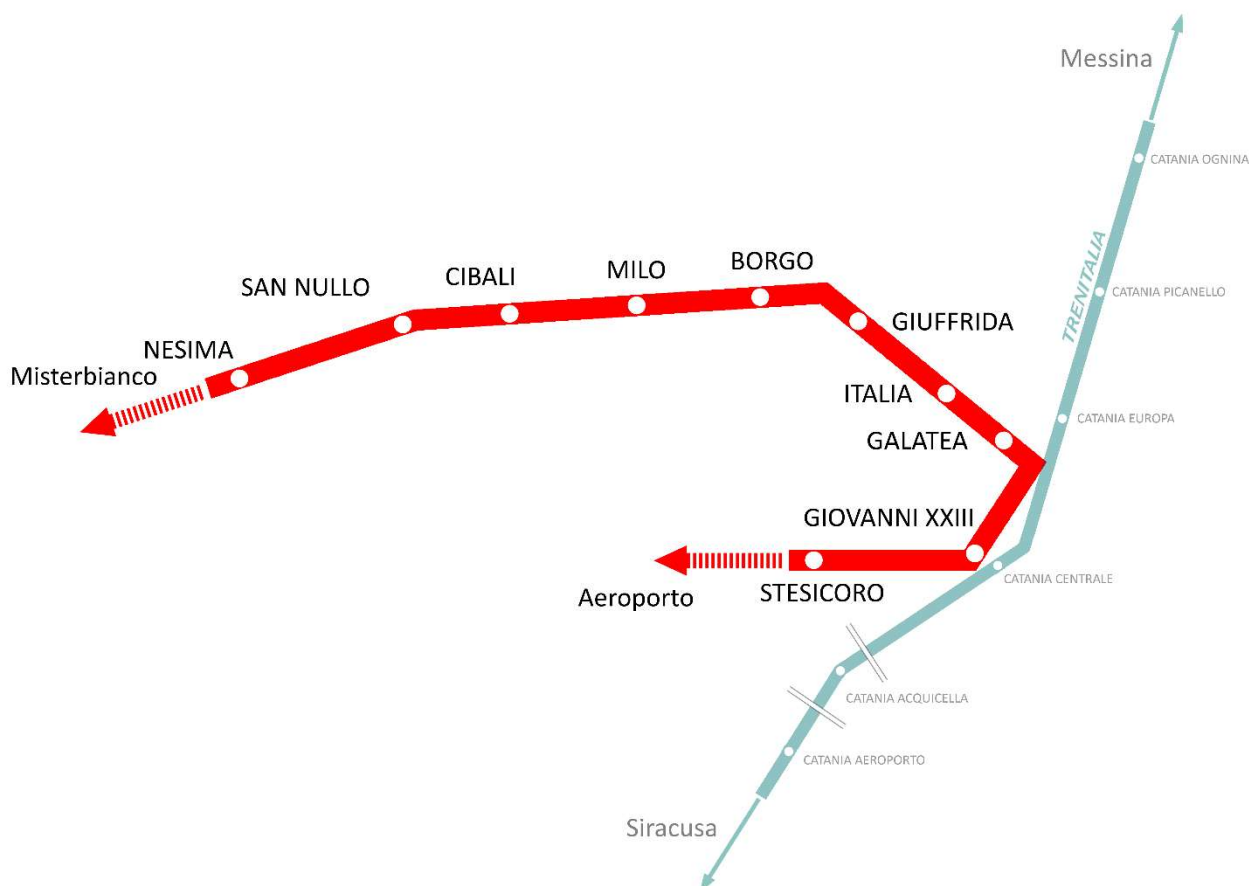 Messina
CATANIA OGNINA
TRENITALIA
BORGO
MILO
CIBALI
SAN NULLO
CATANIA PICANELLO
GIUFFRIDA
NESIMA
Misterbianco
ITALIA
CATANIA EUROPA
GALATEA
GIOVANNI XXIII
CATANIA CENTRALE
STESICORO
Aeroporto
CATANIA ACQUICELLA
CATANIA AEROPORTO
Siracusa